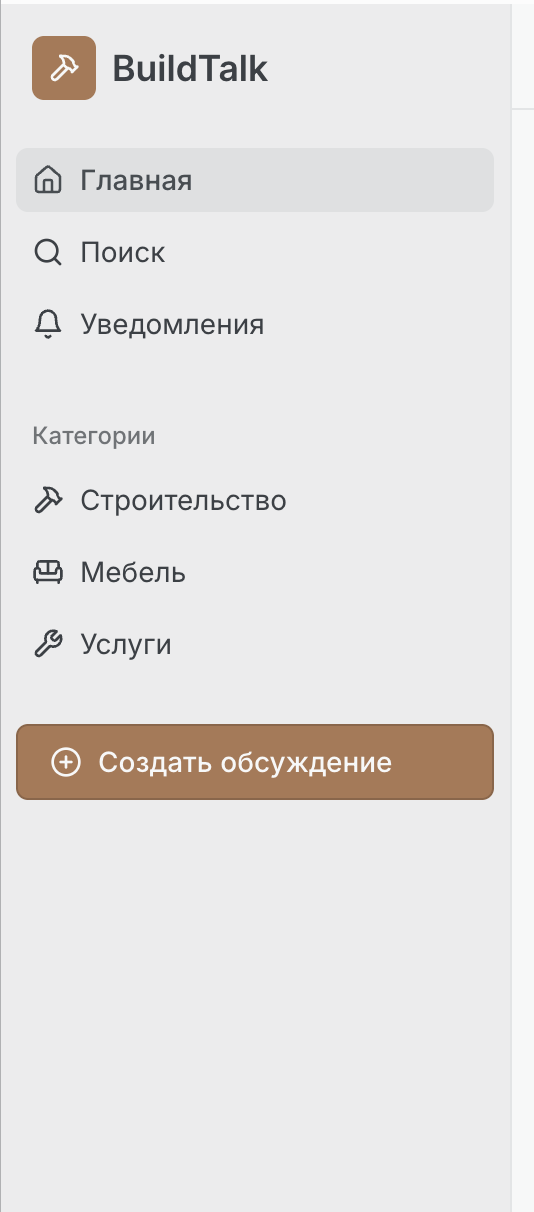 BuildTalk
Главная
Поиск
Уведомления
Категории
Строительство
Мебель
Услуги
Создать обсуждение